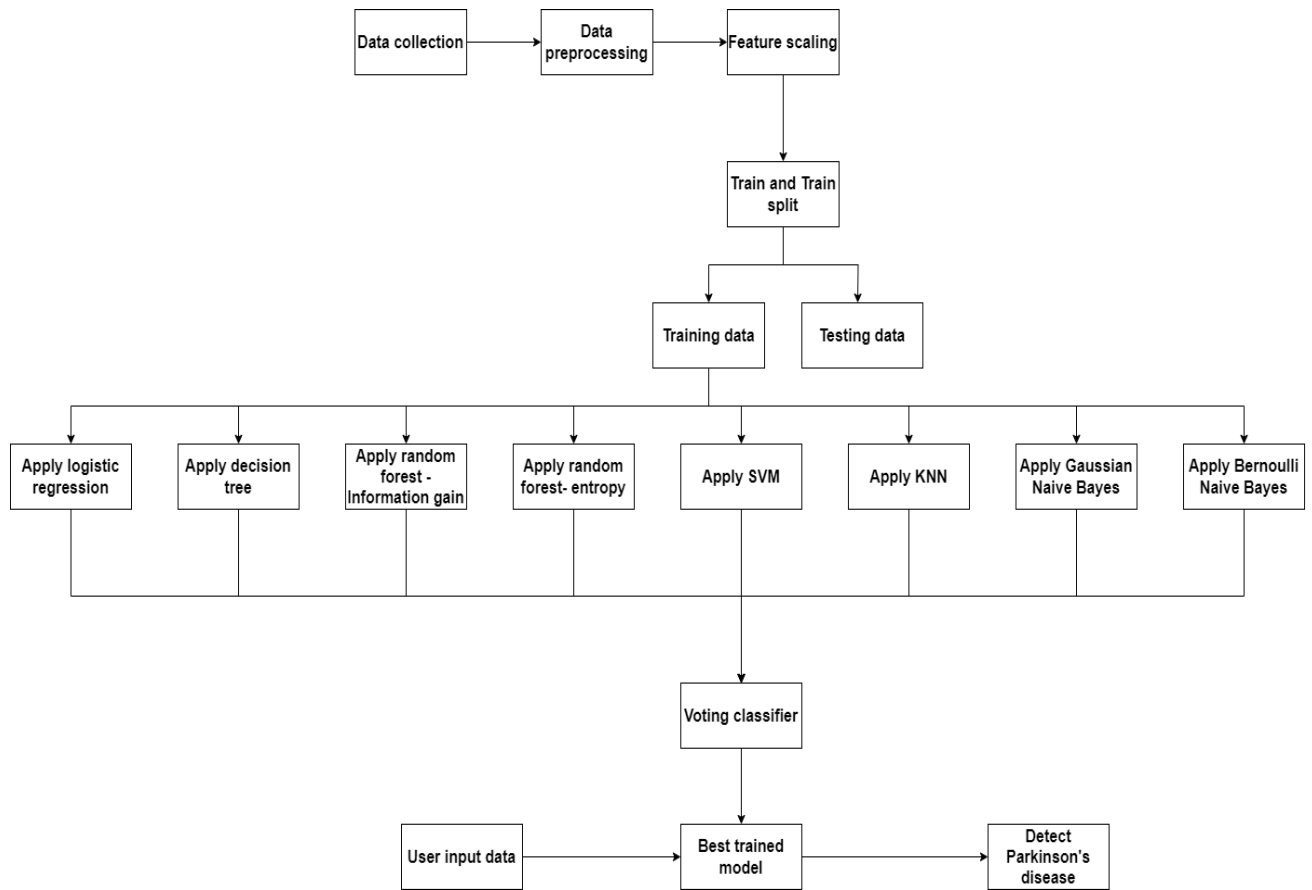 Data collection
Data
preprocessing
Feature scaling
Train and Train
split
Training data
Testing data
Apply logistic
regression
Apply decision
tree
Apply random
forest -
Information gain
Apply random
forest- entropy
Apply SVM
Apply KNN
Apply Gaussian
Naive Bayes
Apply Bernoulli
Naive Bayes
Voting classifier
User input data
Best trained
model
Detect
Parkinson's
disease